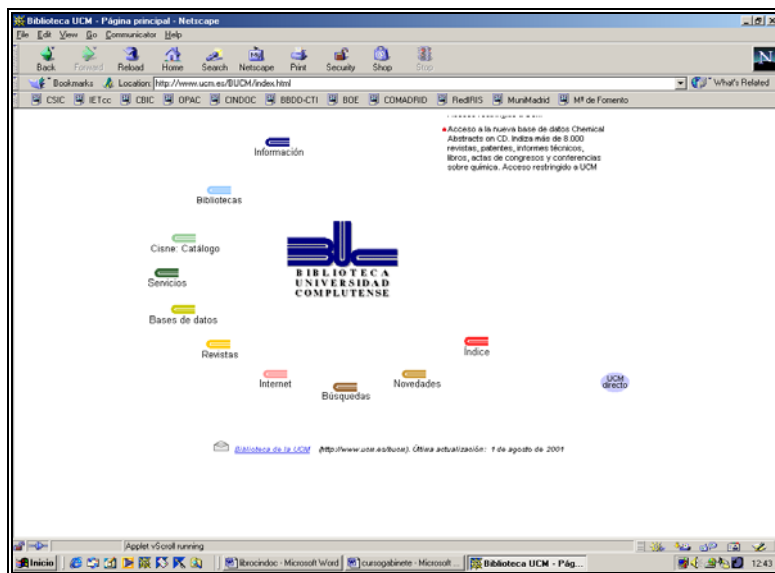 Biblioteca UCM - Página principal - Netscape
File Edit View Go Communicator Help
Back Forward Reload Home Search Netscape Print Security Shop Stop
Bookmarks Location: http://www.ucm.es/BUCM/index.html What's Related
CSIC IETcc CBIC OPAC CINDOC BBDD-CTI BOE COMADRID RedIRIS MuniMadrid Mº de Fomento
Acceso a la nueva base de datos Chemical
Abstracts on CD. Indiza más de 8.000
revistas, patentes, informes técnicos,
libros, actas de congresos y conferencias
sobre química. Acceso restringido a UCM
Información
Bibliotecas
Cisne: Catálogo
Servicios
Bases de datos
Revistas
Internet
Búsquedas
Novedades
Índice
BUC
BIBLIOTECA
UNIVERSIDAD
COMPLUTENSE
UCM
directo
Biblioteca de la UCM (http://www.ucm.es/bucm). Última actualización: 1 de agosto de 2001
Applet vScroll running
Inicio librocindoc - Microsoft Word cursogabinete - Microsoft ... Biblioteca UCM - Pág... 12:43